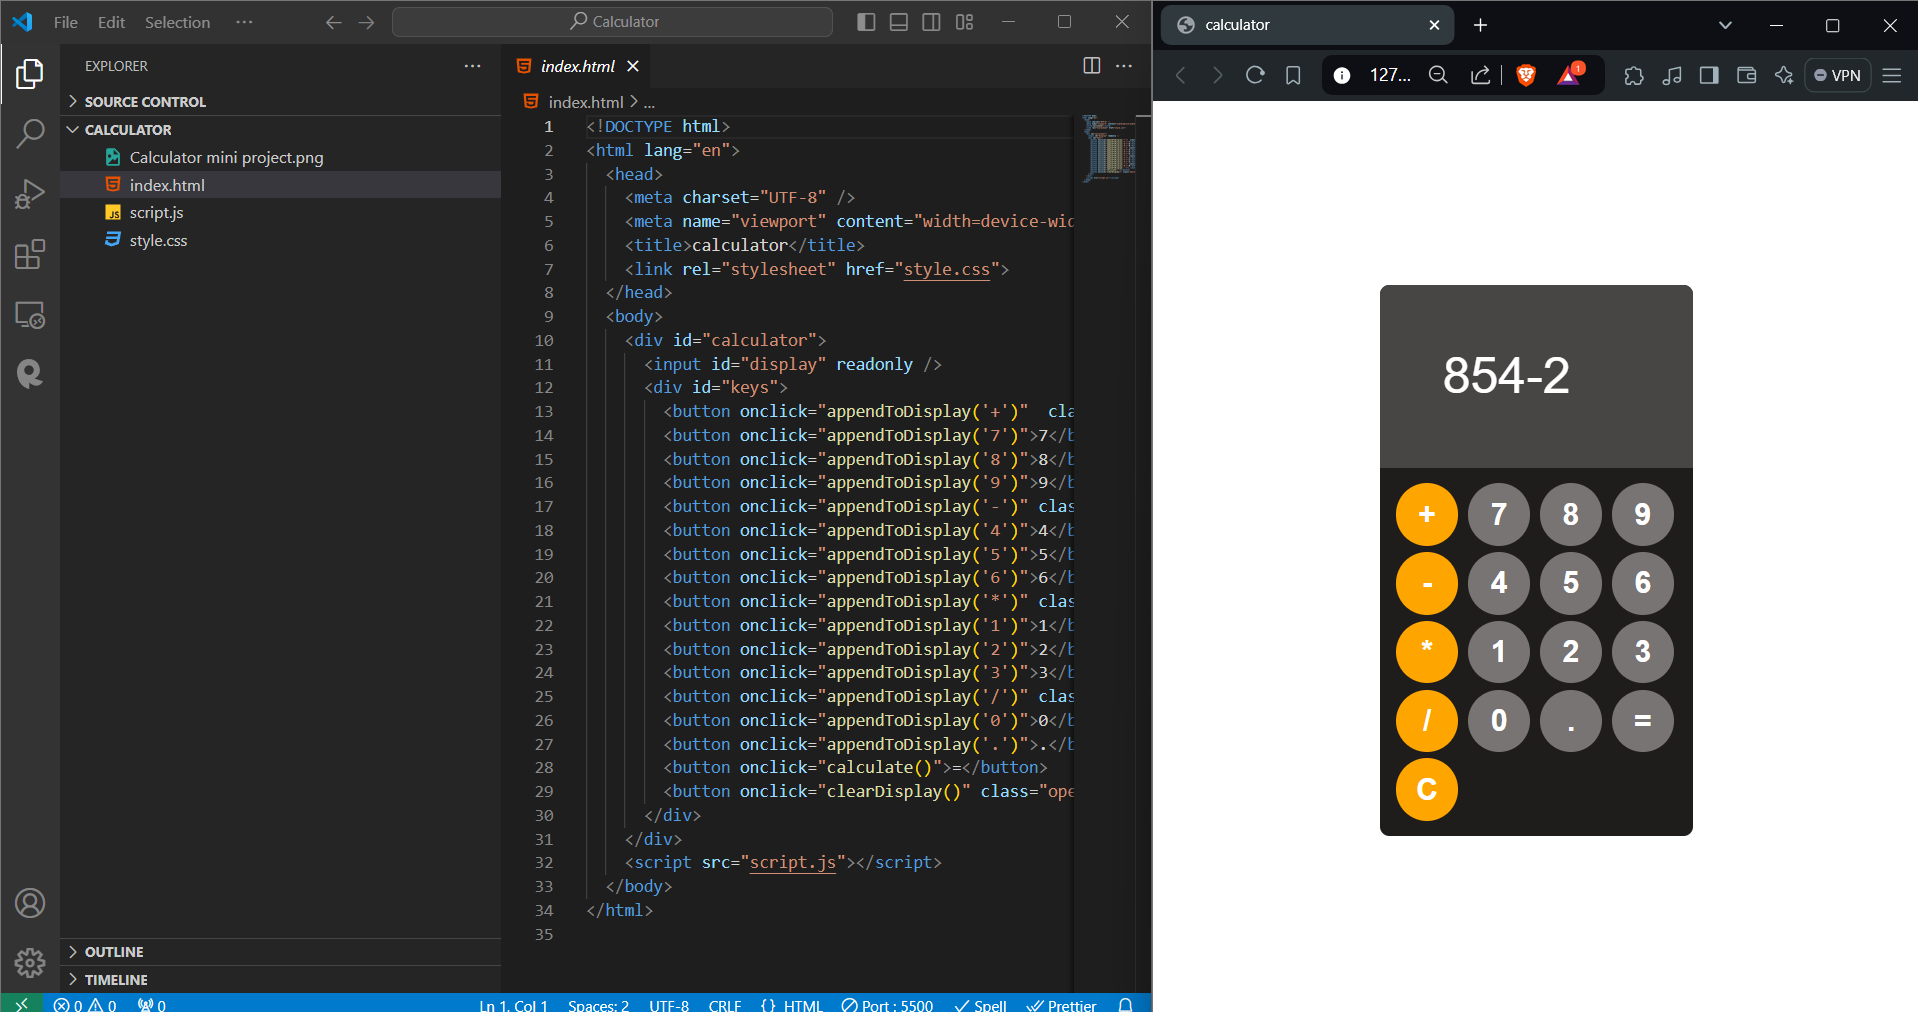 File Edit Selection ···
Calculator
EXPLORER
SOURCE CONTROL
CALCULATOR
Calculator mini project.png
index.html
JS script.js
style.css
OUTLINE
TIMELINE
index.html
index.html > ...
1 <!DOCTYPE html>
2 <html lang="en">
3 <head>
4 <meta charset="UTF-8" />
5 <meta name="viewport" content="width=device-wid
6 <title>calculator</title>
7 <link rel="stylesheet" href="style.css">
8 </head>
9 <body>
10 <div id="calculator">
11 <input id="display" readonly />
12 <div id="keys">
13 <button onclick="appendToDisplay('+')"  cla
14 <button onclick="appendToDisplay('7')">7</b
15 <button onclick="appendToDisplay('8')">8</b
16 <button onclick="appendToDisplay('9')">9</b
17 <button onclick="appendToDisplay('-')" clas
18 <button onclick="appendToDisplay('4')">4</b
19 <button onclick="appendToDisplay('5')">5</b
20 <button onclick="appendToDisplay('6')">6</b
21 <button onclick="appendToDisplay('*')" clas
22 <button onclick="appendToDisplay('1')">1</b
23 <button onclick="appendToDisplay('2')">2</b
24 <button onclick="appendToDisplay('3')">3</b
25 <button onclick="appendToDisplay('/')" clas
26 <button onclick="appendToDisplay('0')">0</b
27 <button onclick="appendToDisplay('.')">.</b
28 <button onclick="calculate()">=</button>
29 <button onclick="clearDisplay()" class="ope
30 </div>
31 </div>
32 <script src="script.js"></script>
33 </body>
34 </html>
35
0 0 0 Ln 1, Col 1 Spaces: 2 UTF-8 CRLF {} HTML Port : 5500 Spell Prettier
calculator
127... 1 VPN
854-2
+ 7 8 9
- 4 5 6
* 1 2 3
/ 0 . =
C